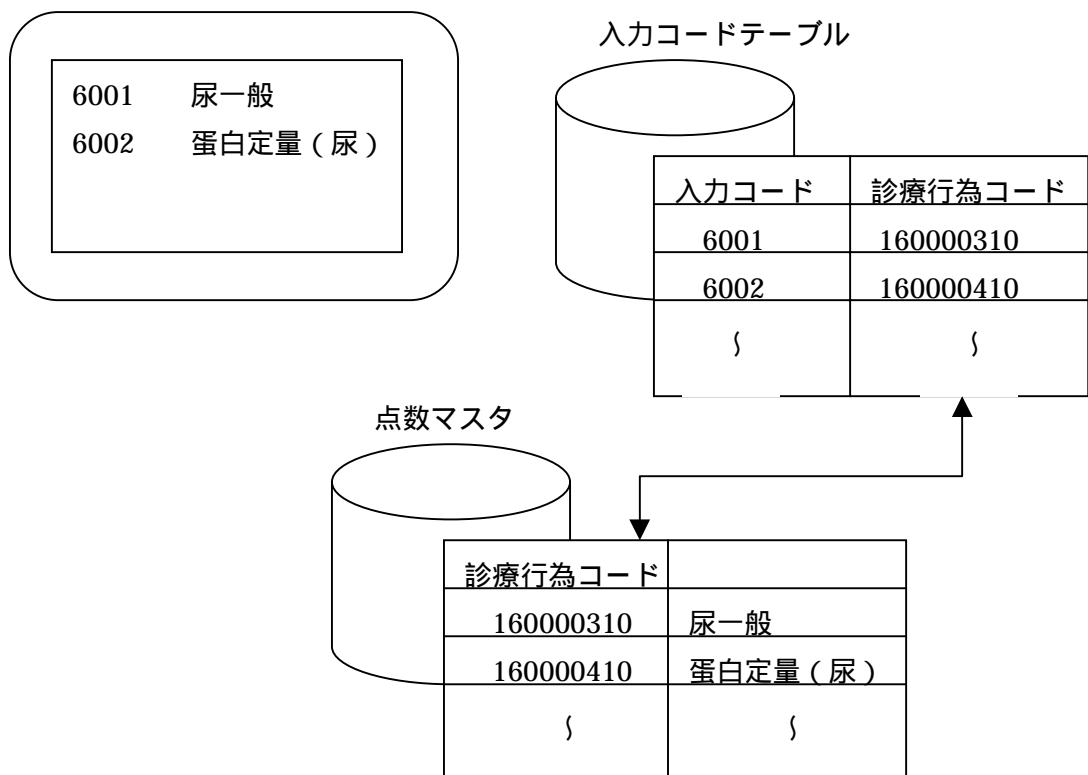 6001 尿一般
6002 蛋白定量(尿)
入力コードテーブル
入力コード 診療行為コード
6001 160000310
6002 160000410
〜 〜
点数マスタ
診療行為コード
160000310 尿一般
160000410 蛋白定量(尿)
〜 〜